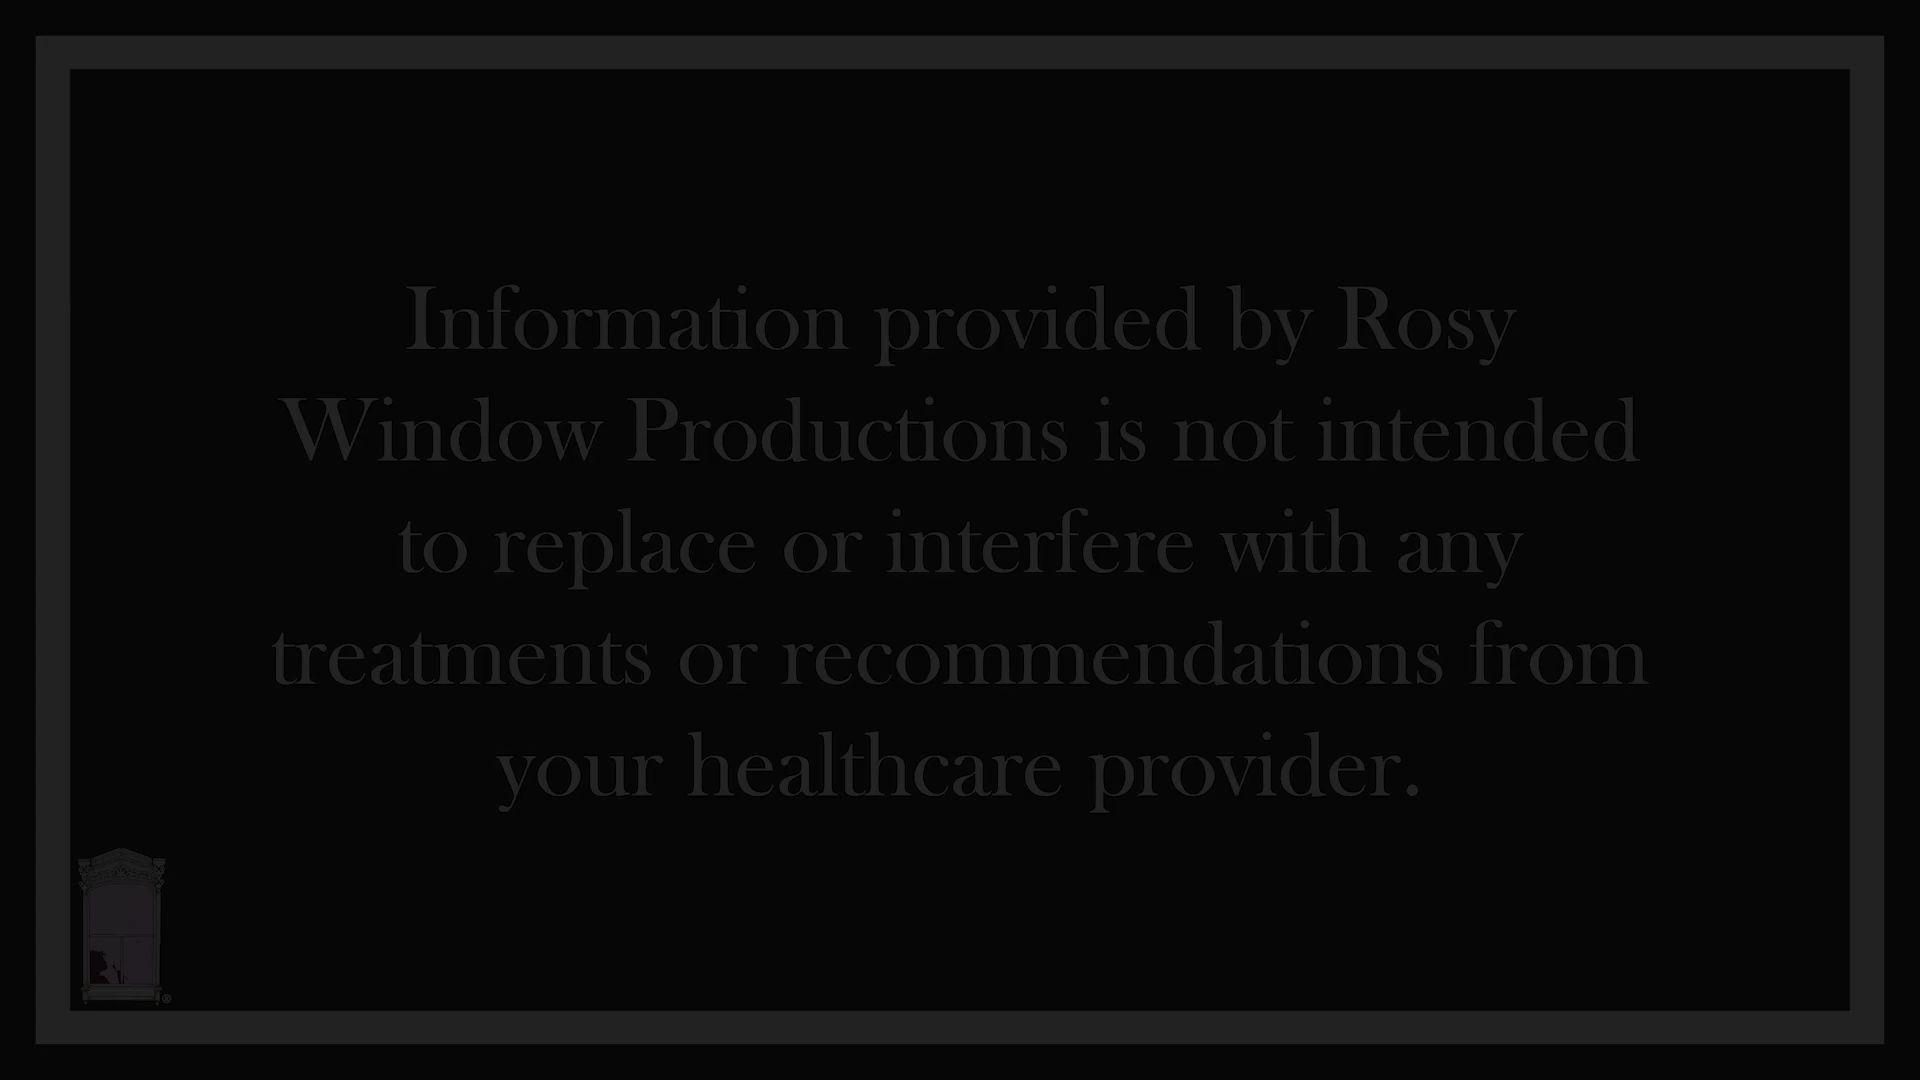 Information provided by Rosy
Window Productions is not intended
to replace or interfere with any
treatments or recommendations from
your healthcare provider.
®